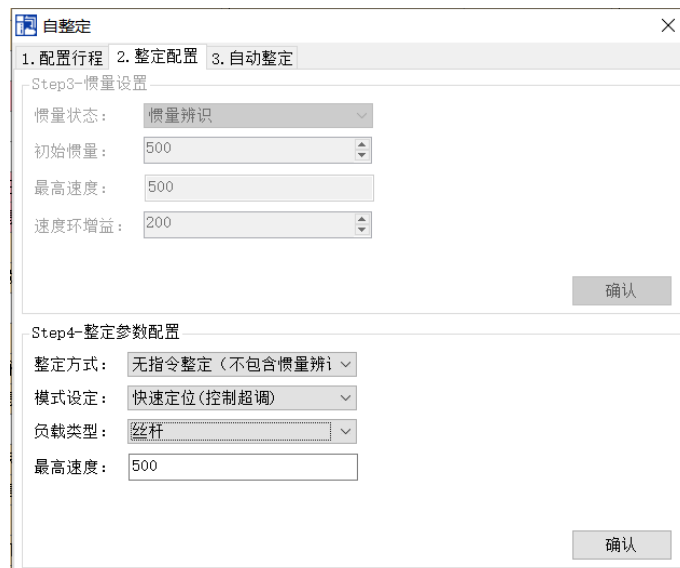 自整定
1.配置行程 2.整定配置 3.自动整定
Step3-惯量设置
惯量状态： 惯量辨识
初始惯量： 500
最高速度： 500
速度环增益： 200
确认
Step4-整定参数配置
整定方式： 无指令整定（不包含惯量辨
模式设定： 快速定位(控制超调)
负载类型： 丝杆
最高速度： 500
确认